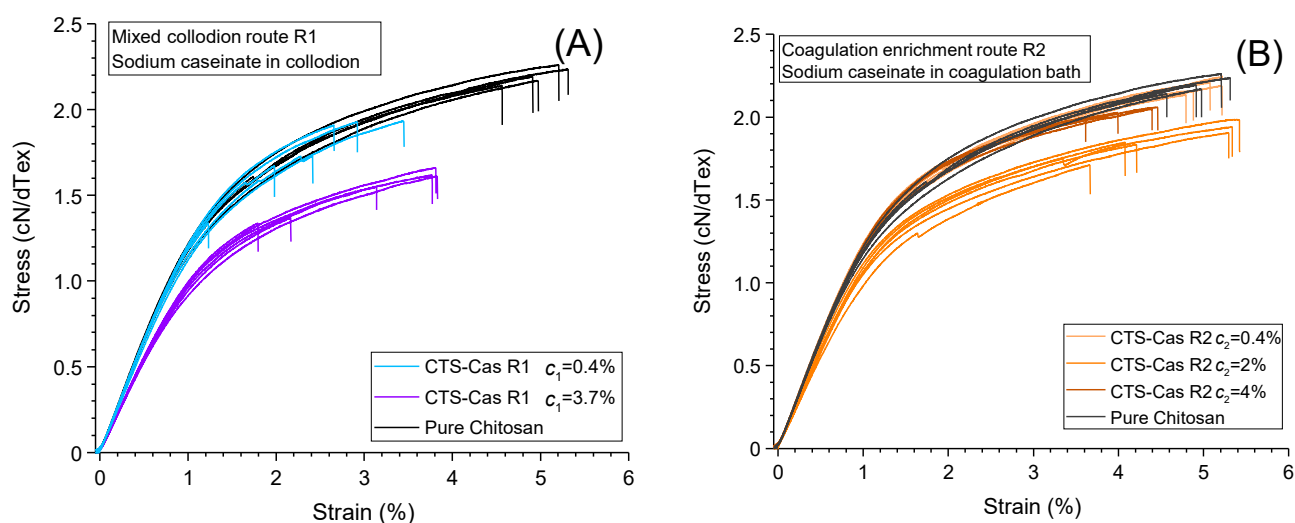 Mixed collodion route R1
Sodium caseinate in collodion
(A)
2.5
2.0
1.5
1.0
0.5
0
Stress (cN/dTex)
CTS-Cas R1 c₁=0.4%
CTS-Cas R1 c₁=3.7%
Pure Chitosan
0 1 2 3 4 5 6
Strain (%)
Coagulation enrichment route R2
Sodium caseinate in coagulation bath
(B)
2.5
2.0
1.5
1.0
0.5
0.0
Stress (cN/dTex)
CTS-Cas R2 c₂=0.4%
CTS-Cas R2 c₂=2%
CTS-Cas R2 c₂=4%
Pure Chitosan
0 1 2 3 4 5 6
Strain (%)